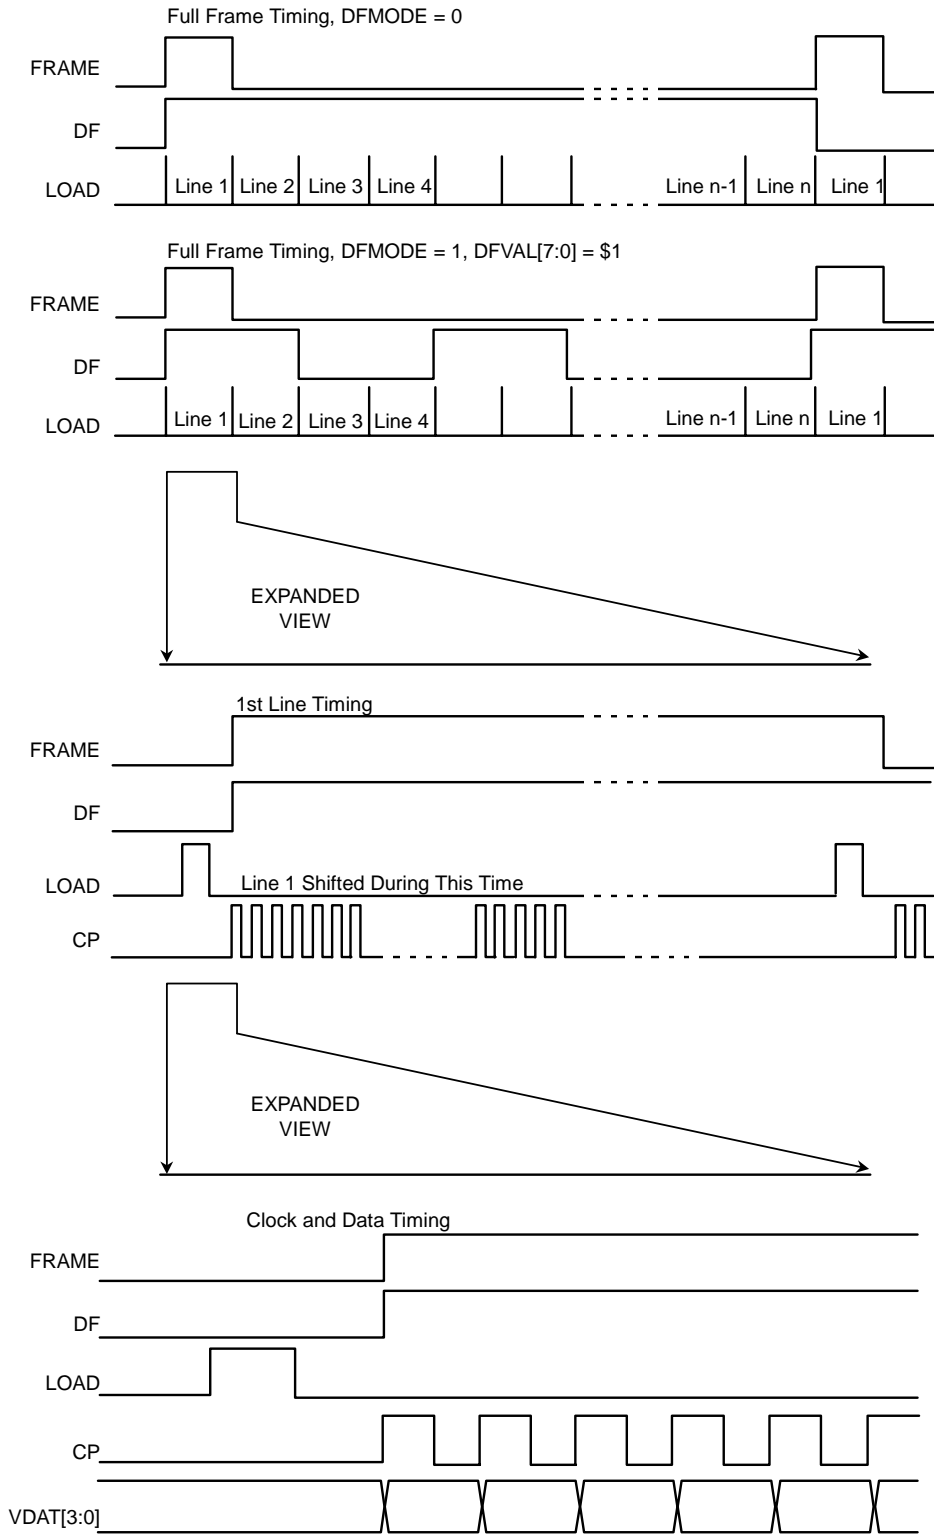 Full Frame Timing, DFMODE = 0
FRAME
DF
LOAD
Line 1 Line 2 Line 3 Line 4 Line n-1 Line n Line 1
Full Frame Timing, DFMODE = 1, DFVAL[7:0] = $1
FRAME
DF
LOAD
Line 1 Line 2 Line 3 Line 4 Line n-1 Line n Line 1
EXPANDED
VIEW
1st Line Timing
FRAME
DF
LOAD
Line 1 Shifted During This Time
CP
EXPANDED
VIEW
Clock and Data Timing
FRAME
DF
LOAD
CP
VDAT[3:0]